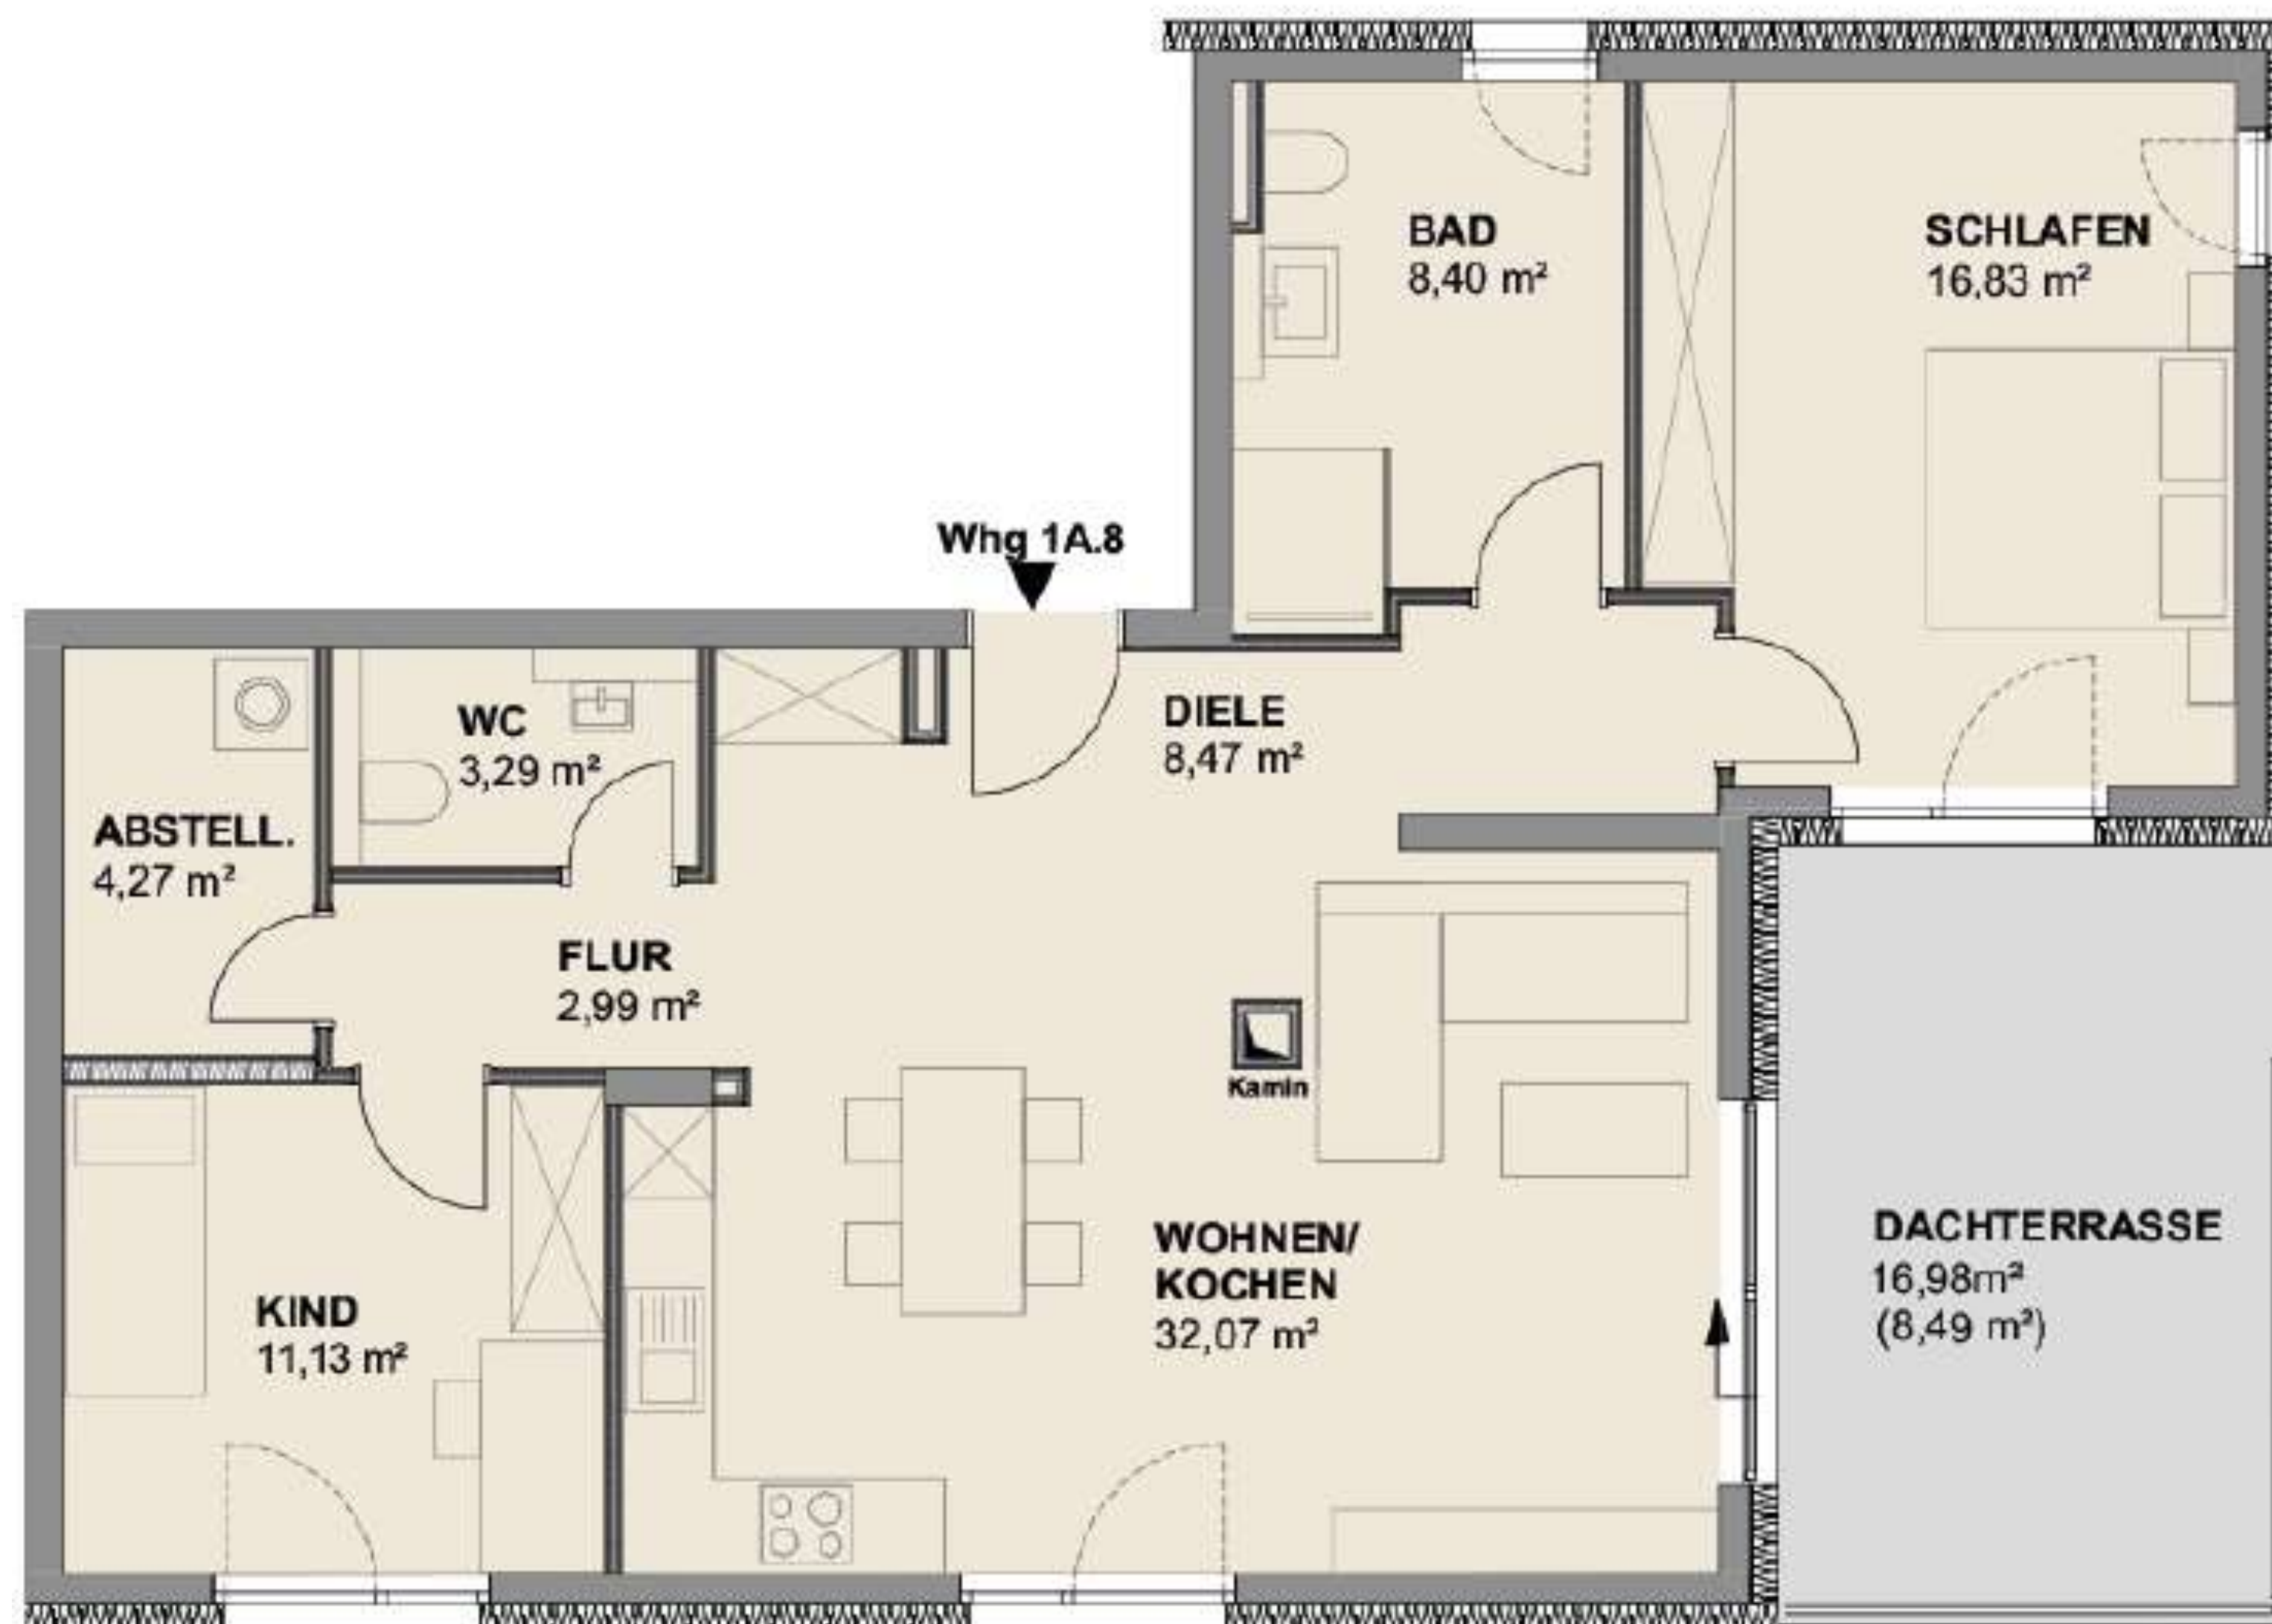 BAD
8,40 m²
SCHLAFEN
16,83 m²
Whg 1A.8
WC
3,29 m²
DIELE
8,47 m²
ABSTELL.
4,27 m²
FLUR
2,99 m²
Kamin
WOHNEN/
KOCHEN
32,07 m²
DACHTERRASSE
16,98m²
(8,49 m²)
KIND
11,13 m²